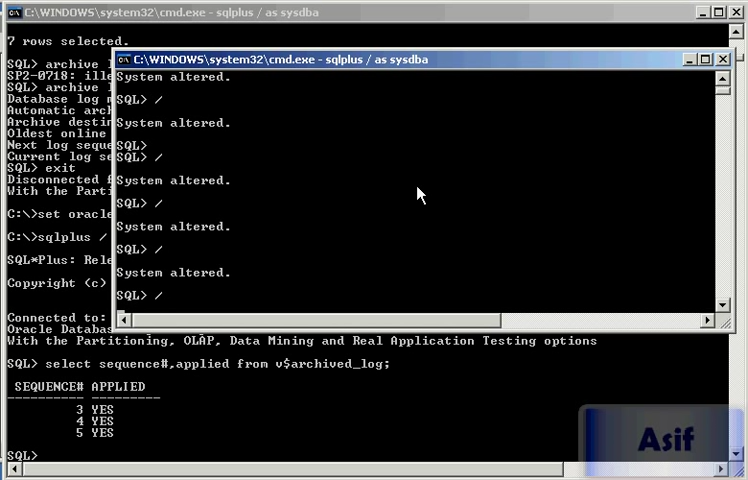 C:\WINDOWS\system32\cmd.exe - sqlplus / as sysdba
7 rows selected.
SQL> archive
SP2-0718: ille
SQL> archive
Database log
Automatic arch
Archive destin
Oldest online
Next log seque
Current log se
SQL> exit
Disconnected
With the Parti
C:\>set oracle
C:\>sqlplus /
SQL*Plus: Rele
Copyright (c)
Connected to:
Oracle Databas
With the Partitioning, OLAP, Data Mining and Real Application Testing options
SQL> select sequence#,applied from v$archived_log;
SEQUENCE# APPLIED
---------- ---------
3 YES
4 YES
5 YES
SQL>
C:\WINDOWS\system32\cmd.exe - sqlplus / as sysdba
System altered.
SQL> /
System altered.
SQL>
SQL> /
System altered.
SQL> /
System altered.
SQL> /
System altered.
SQL> /
Asif